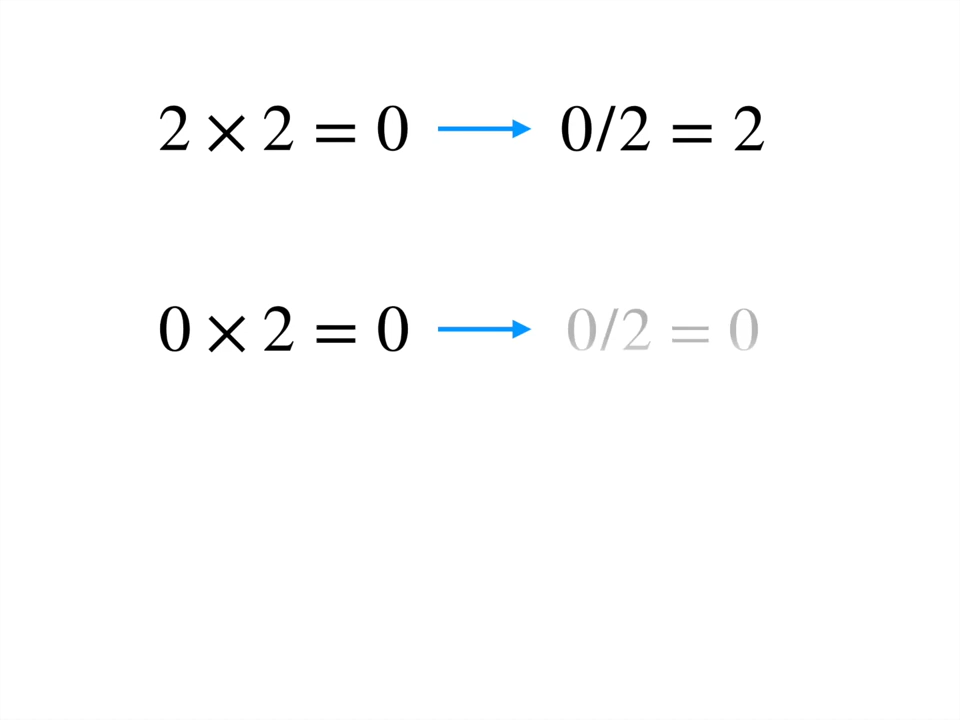 2 × 2 = 0 → 0/2 = 2
0 × 2 = 0 → 0/2 = 0